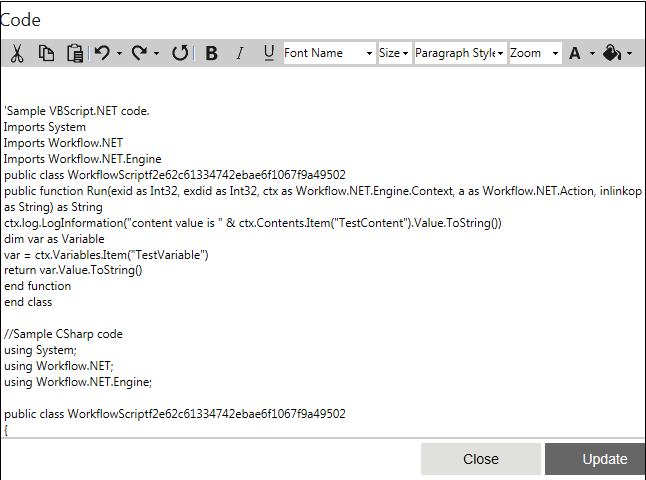 Code
B I U Font Name Size Paragraph Style Zoom A
'Sample VBScript.NET code.
Imports System
Imports Workflow.NET
Imports Workflow.NET.Engine
public class WorkflowScriptf2e62c61334742ebae6f1067f9a49502
public function Run(exid as Int32, exdid as Int32, ctx as Workflow.NET.Engine.Context, a as Workflow.NET.Action, inlinkop
as String) as String
ctx.log.LogInformation("content value is " & ctx.Contents.Item("TestContent").Value.ToString())
dim var as Variable
var = ctx.Variables.Item("TestVariable")
return var.Value.ToString()
end function
end class
//Sample CSharp code
using System;
using Workflow.NET;
using Workflow.NET.Engine;
public class WorkflowScriptf2e62c61334742ebae6f1067f9a49502
{
Close Update